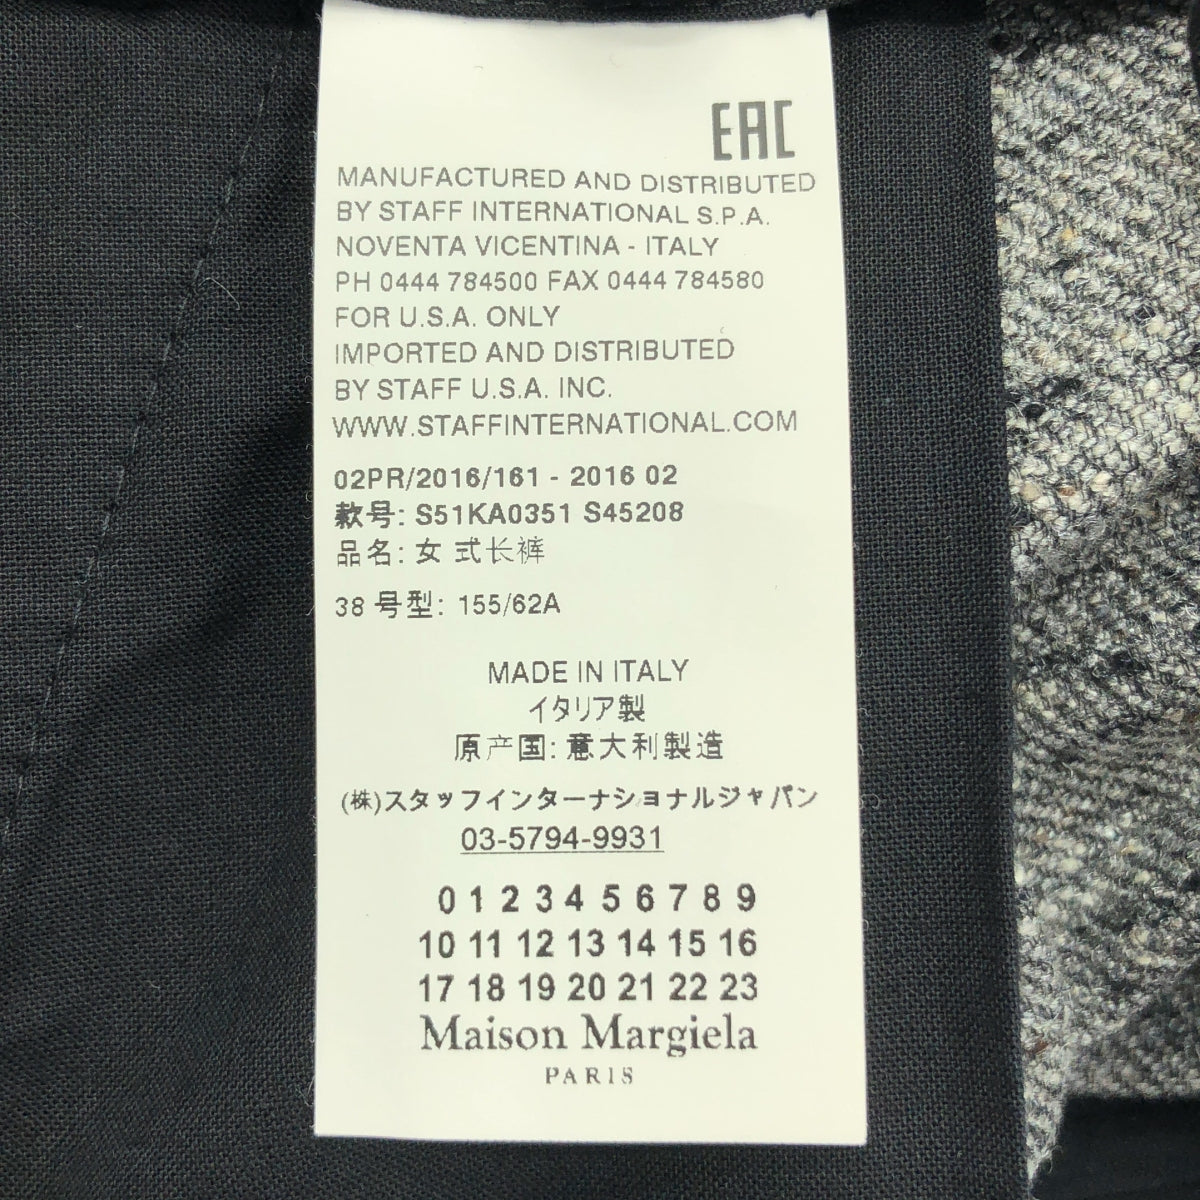 EAC
MANUFACTURED AND DISTRIBUTED
BY STAFF INTERNATIONAL S.P.A.
NOVENTA VICENTINA - ITALY
PH 0444 784500 FAX 0444 784580
FOR U.S.A. ONLY
IMPORTED AND DISTRIBUTED
BY STAFF U.S.A. INC.
WWW.STAFFINTERNATIONAL.COM
02PR/2016/161 - 2016 02
款号: S51KA0351 S45208
品名: 女 式长裤
38 号型: 155/62A
MADE IN ITALY
イタリア製
原产国: 意大利製造
(株)スタッフインターナショナルジャパン
03-5794-9931
0 1 2 3 4 5 6 7 8 9
10 11 12 13 14 15 16
17 18 19 20 21 22 23
Maison Margiela
PARIS